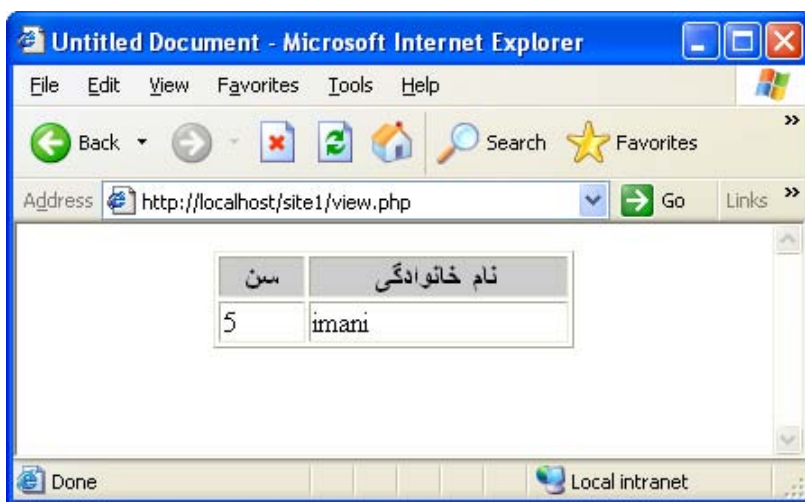 Untitled Document - Microsoft Internet Explorer
File Edit View Favorites Tools Help
Back Search Favorites »
Address http://localhost/site1/view.php Go Links »
سن نام خانوادگی
5 imani
Done Local intranet